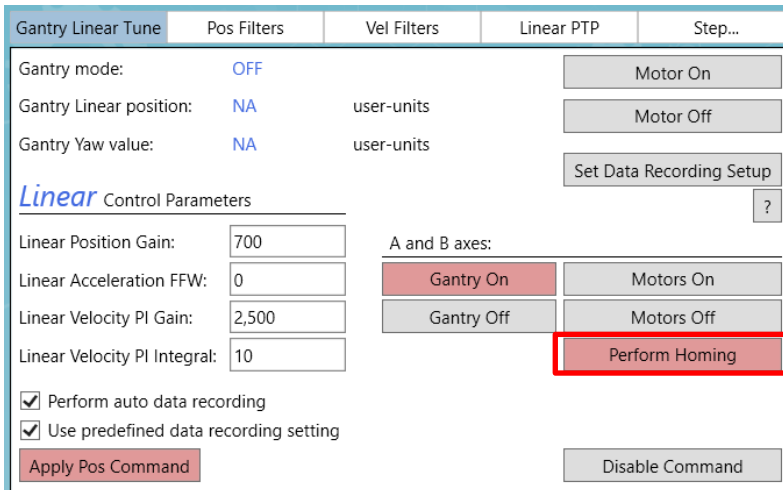 Gantry Linear Tune Pos Filters Vel Filters Linear PTP Step...
Gantry mode: OFF Motor On
Gantry Linear position: NA user-units Motor Off
Gantry Yaw value: NA user-units
Set Data Recording Setup
Linear Control Parameters ?
Linear Position Gain: 700 A and B axes:
Linear Acceleration FFW: 0 Gantry On Motors On
Linear Velocity PI Gain: 2,500 Gantry Off Motors Off
Linear Velocity PI Integral: 10 Perform Homing
Perform auto data recording
Use predefined data recording setting
Apply Pos Command Disable Command